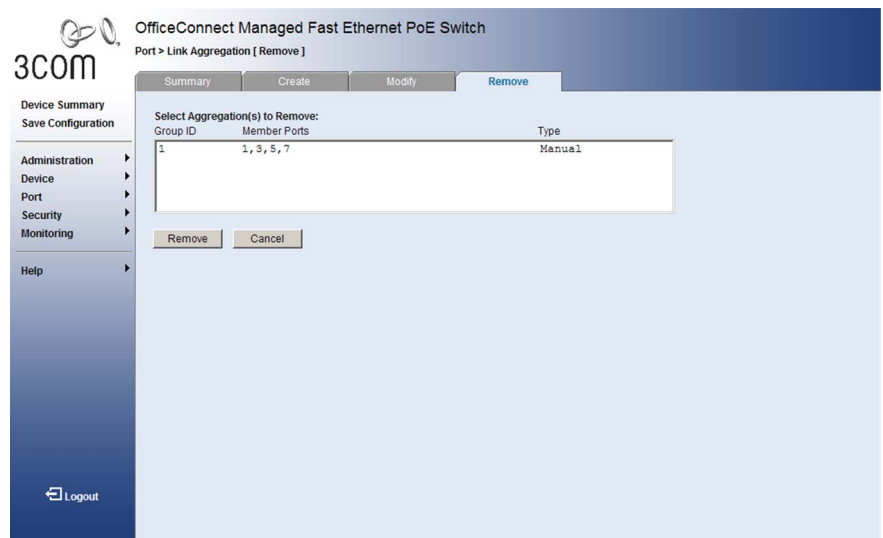 OfficeConnect Managed Fast Ethernet PoE Switch
Port > Link Aggregation [ Remove ]
3COM
Summary Create Modify Remove
Device Summary
Save Configuration
Administration
Device
Port
Security
Monitoring
Help
Logout
Select Aggregation(s) to Remove:
Group ID Member Ports Type
1 1,3,5,7 Manual
Remove Cancel